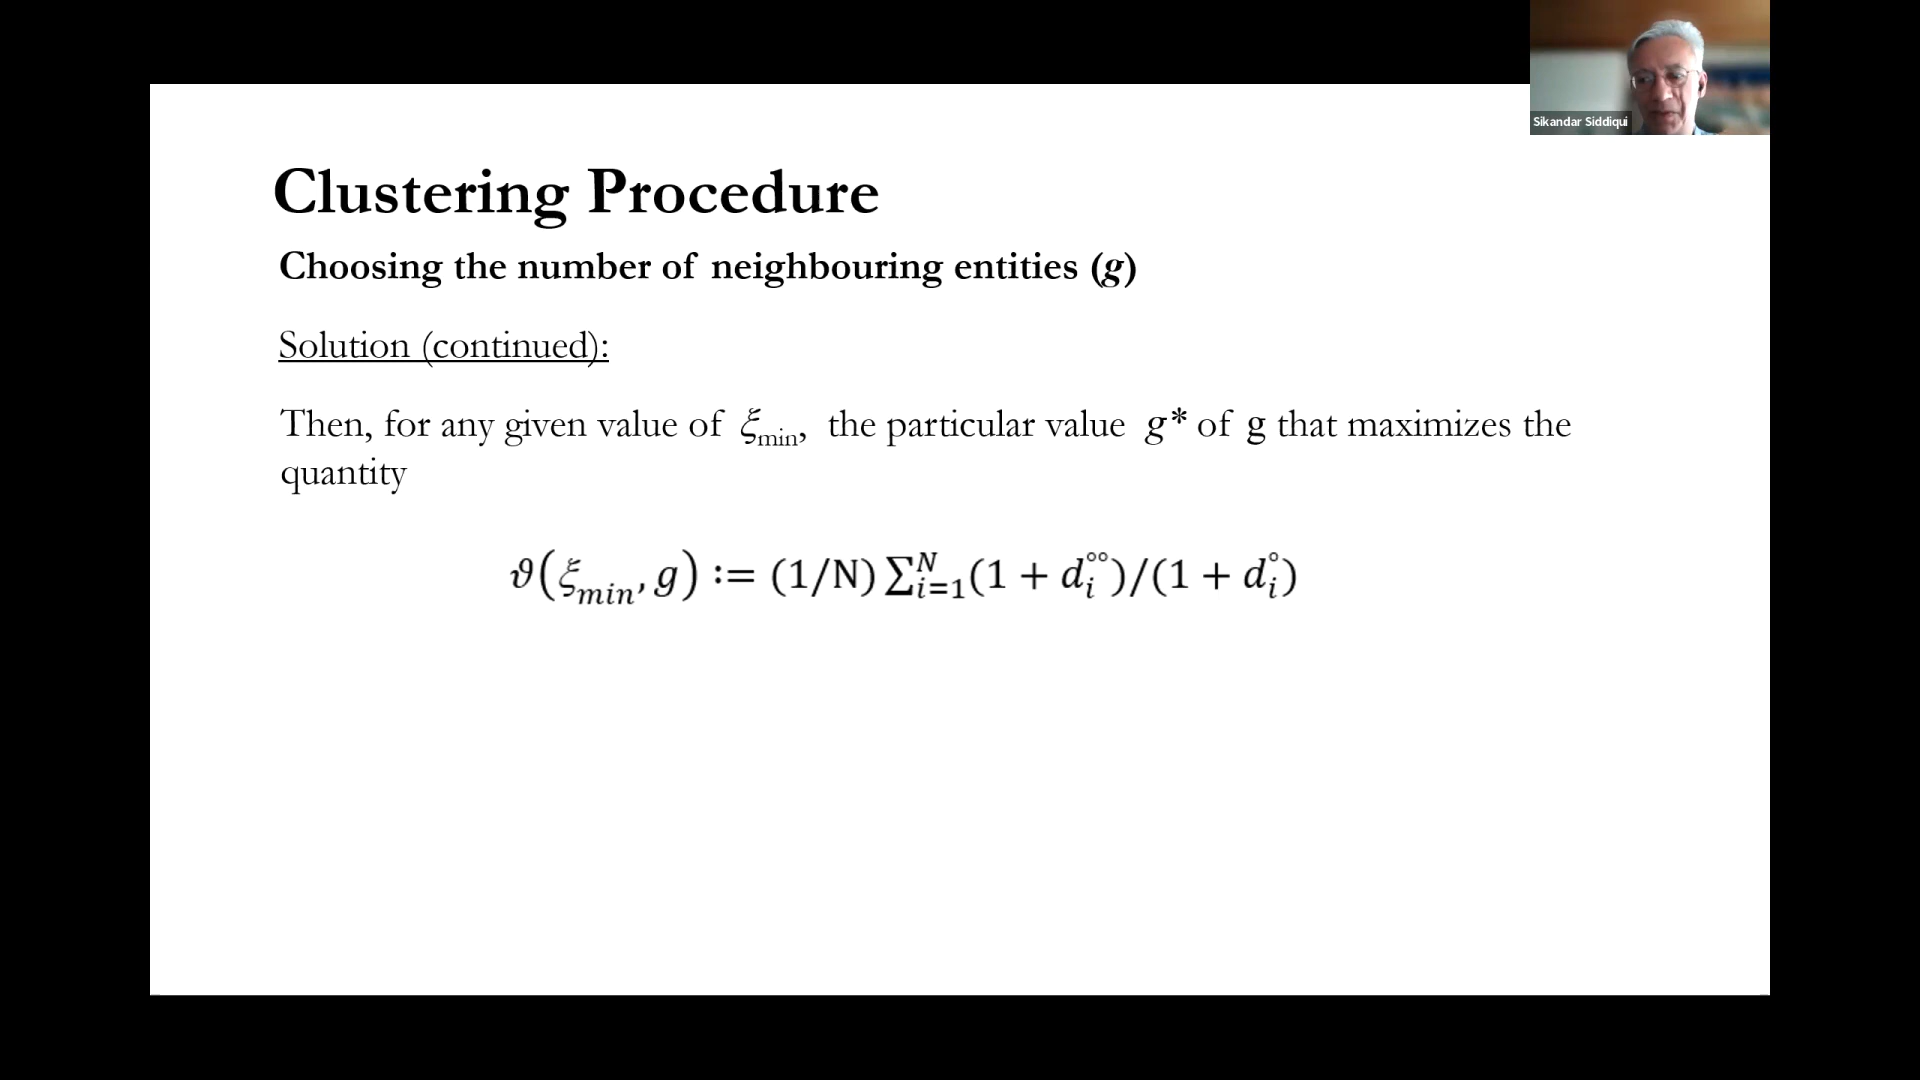 Sikandar Siddiqui
Clustering Procedure
Choosing the number of neighbouring entities (g)
Solution (continued):
Then, for any given value of ξmin, the particular value g* of g that maximizes the
quantity
ϑ(ξ_min, g) := (1/N) ∑_{i=1}^{N}(1 + d_i^{°°})/(1 + d_i^{°})